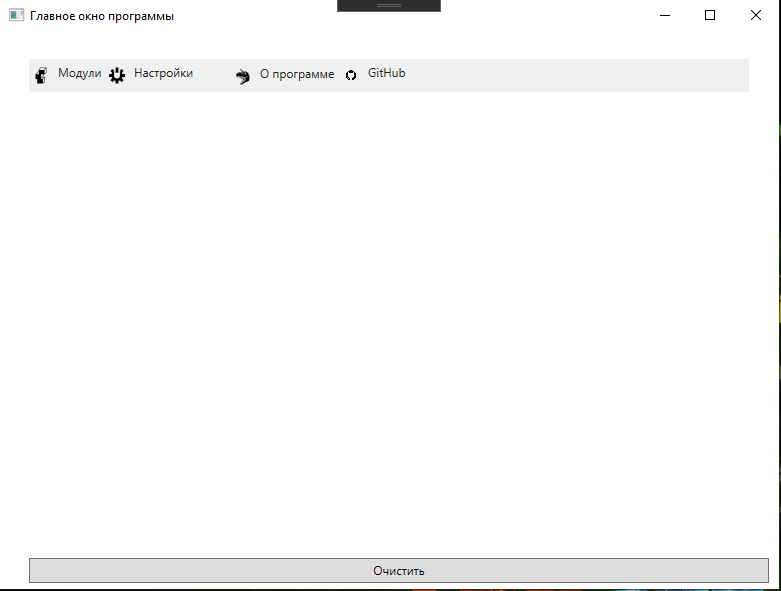 Главное окно программы
Модули Настройки О программе GitHub
Очистить